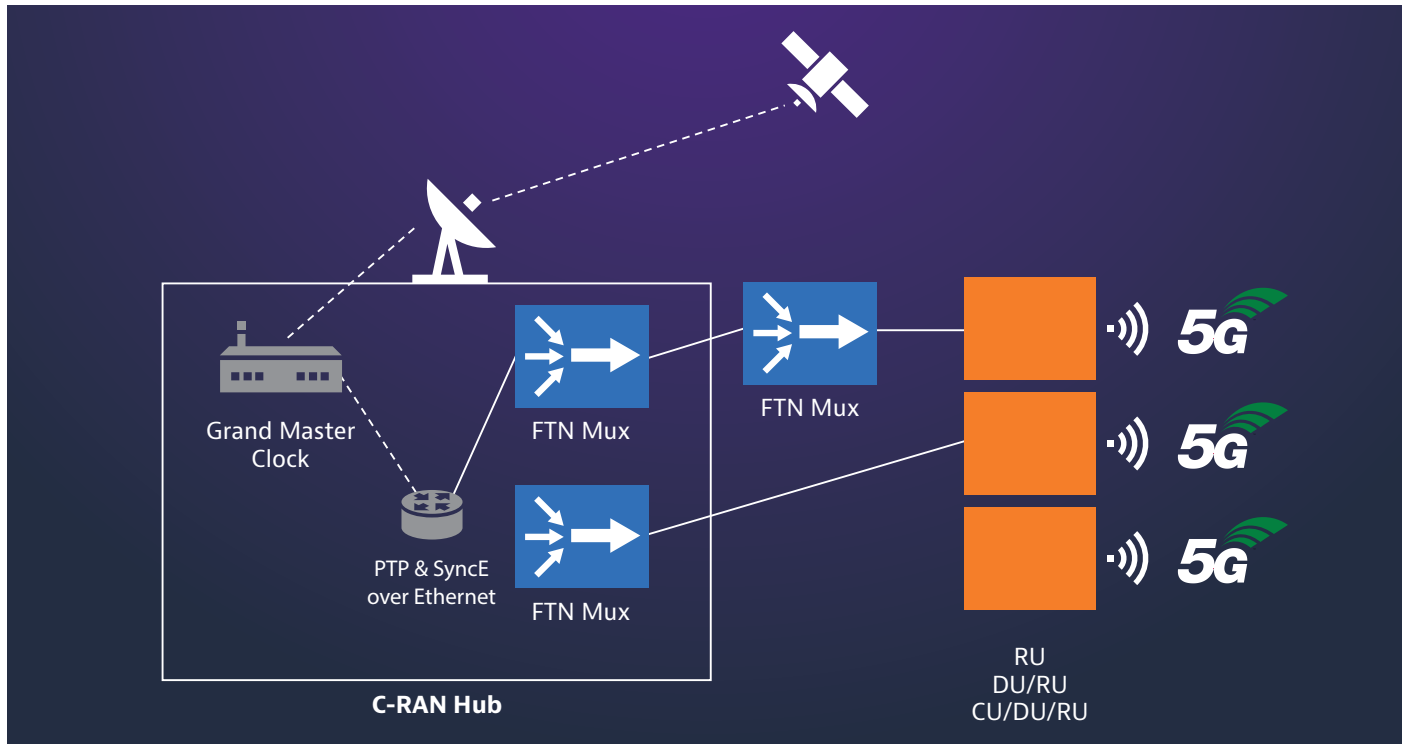 Grand Master
Clock
PTP & SyncE
over Ethernet
FTN Mux
FTN Mux
FTN Mux
5G
5G
5G
RU
DU/RU
CU/DU/RU
C-RAN Hub